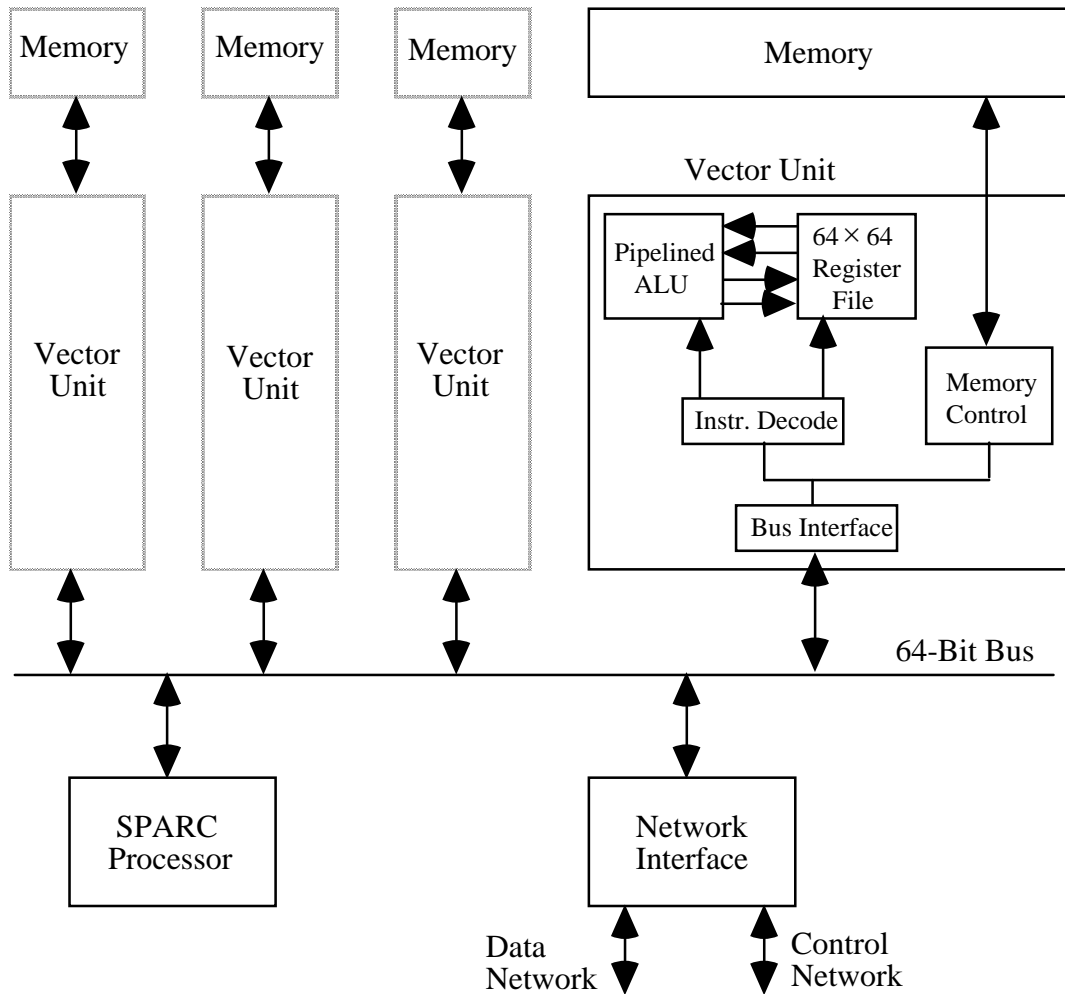 Memory
Memory
Memory
Memory
Vector Unit
Pipelined
ALU
64 × 64
Register
File
Vector
Unit
Vector
Unit
Vector
Unit
Memory
Control
Instr. Decode
Bus Interface
64-Bit Bus
SPARC
Processor
Network
Interface
Data
Network
Control
Network